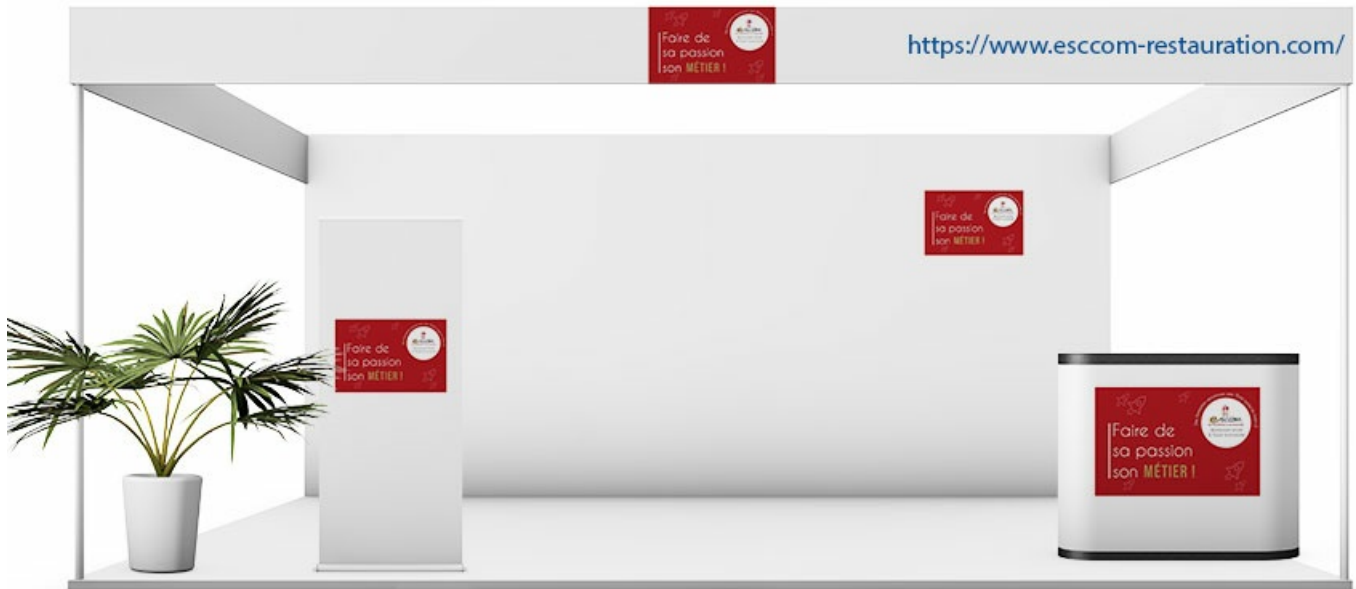 Faire de
sa passion
son MÉTIER !
https://www.esccom-restauration.com/
Faire de
sa passion
son MÉTIER !
Faire de
sa passion
son MÉTIER !
esccom
Faire de
sa passion
son MÉTIER !